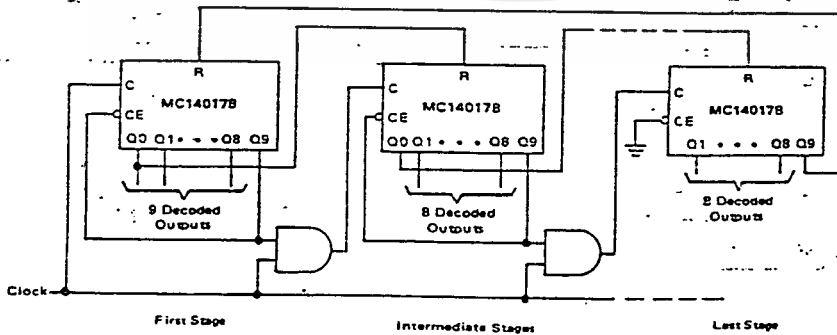 R
R
R
C
MC14017B
CE
Q0 Q1 • • • Q8 Q9
C
MC14017B
CE
Q0 Q1 • • • Q8 Q9
C
MC14017B
CE
Q1 • • • Q8 Q9
9 Decoded
Outputs
8 Decoded
Outputs
8 Decoded
Outputs
Clock
First Stage
Intermediate Stages
Last Stage